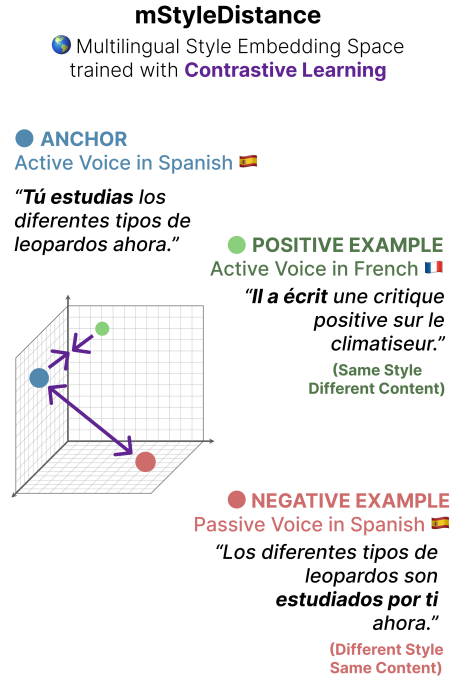 mStyleDistance
🌎 Multilingual Style Embedding Space
trained with Contrastive Learning
ANCHOR
Active Voice in Spanish 🇪🇸
“Tú estudias los
diferentes tipos de
leopardos ahora.”
POSITIVE EXAMPLE
Active Voice in French 🇫🇷
“Il a écrit une critique
positive sur le
climatiseur.”
(Same Style
Different Content)
NEGATIVE EXAMPLE
Passive Voice in Spanish 🇪🇸
“Los diferentes tipos de
leopardos son
estudiados por ti
ahora.”
(Different Style
Same Content)